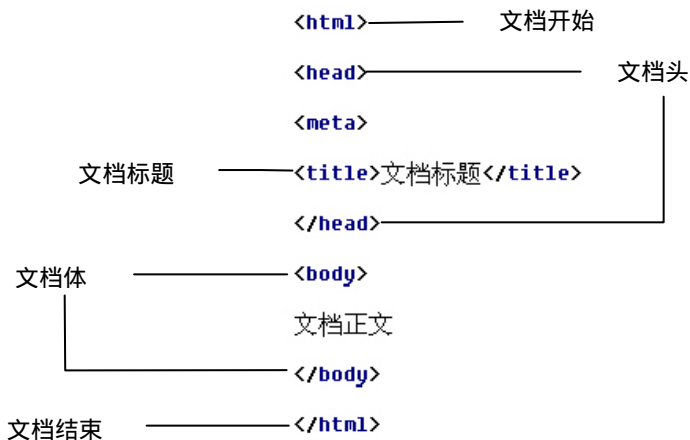 <html> 文档开始
<head> 文档头
<meta>
文档标题 <title>文档标题</title>
</head>
文档体 <body>
文档正文
</body>
文档结束 </html>